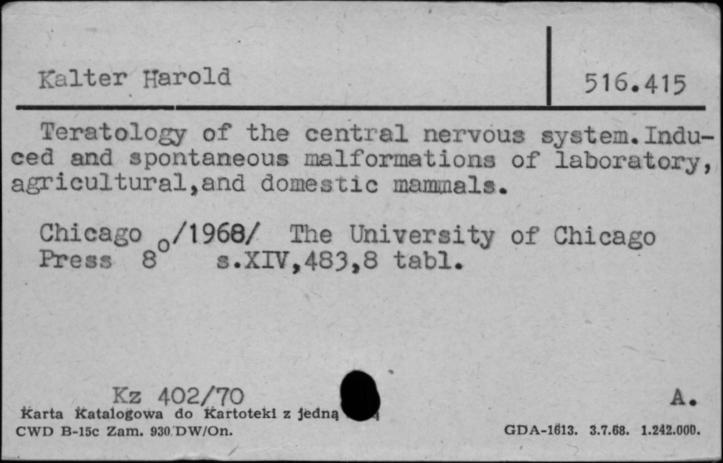 Kalter Harold
516.415
Teratology of the central nervous system.Indu-
ced and spontaneous malformations of laboratory,
agricultural,and domestic mammals.
Chicago /1968/ The University of Chicago
Press 8⁰ s.XIV,483,8 tabl.
Kz 402/70
A.
Karta Katalogowa do Kartoteki z jedną
CWD B-15c Zam. 930 DW/On.
GDA-1613. 3.7.68. 1.242.000.